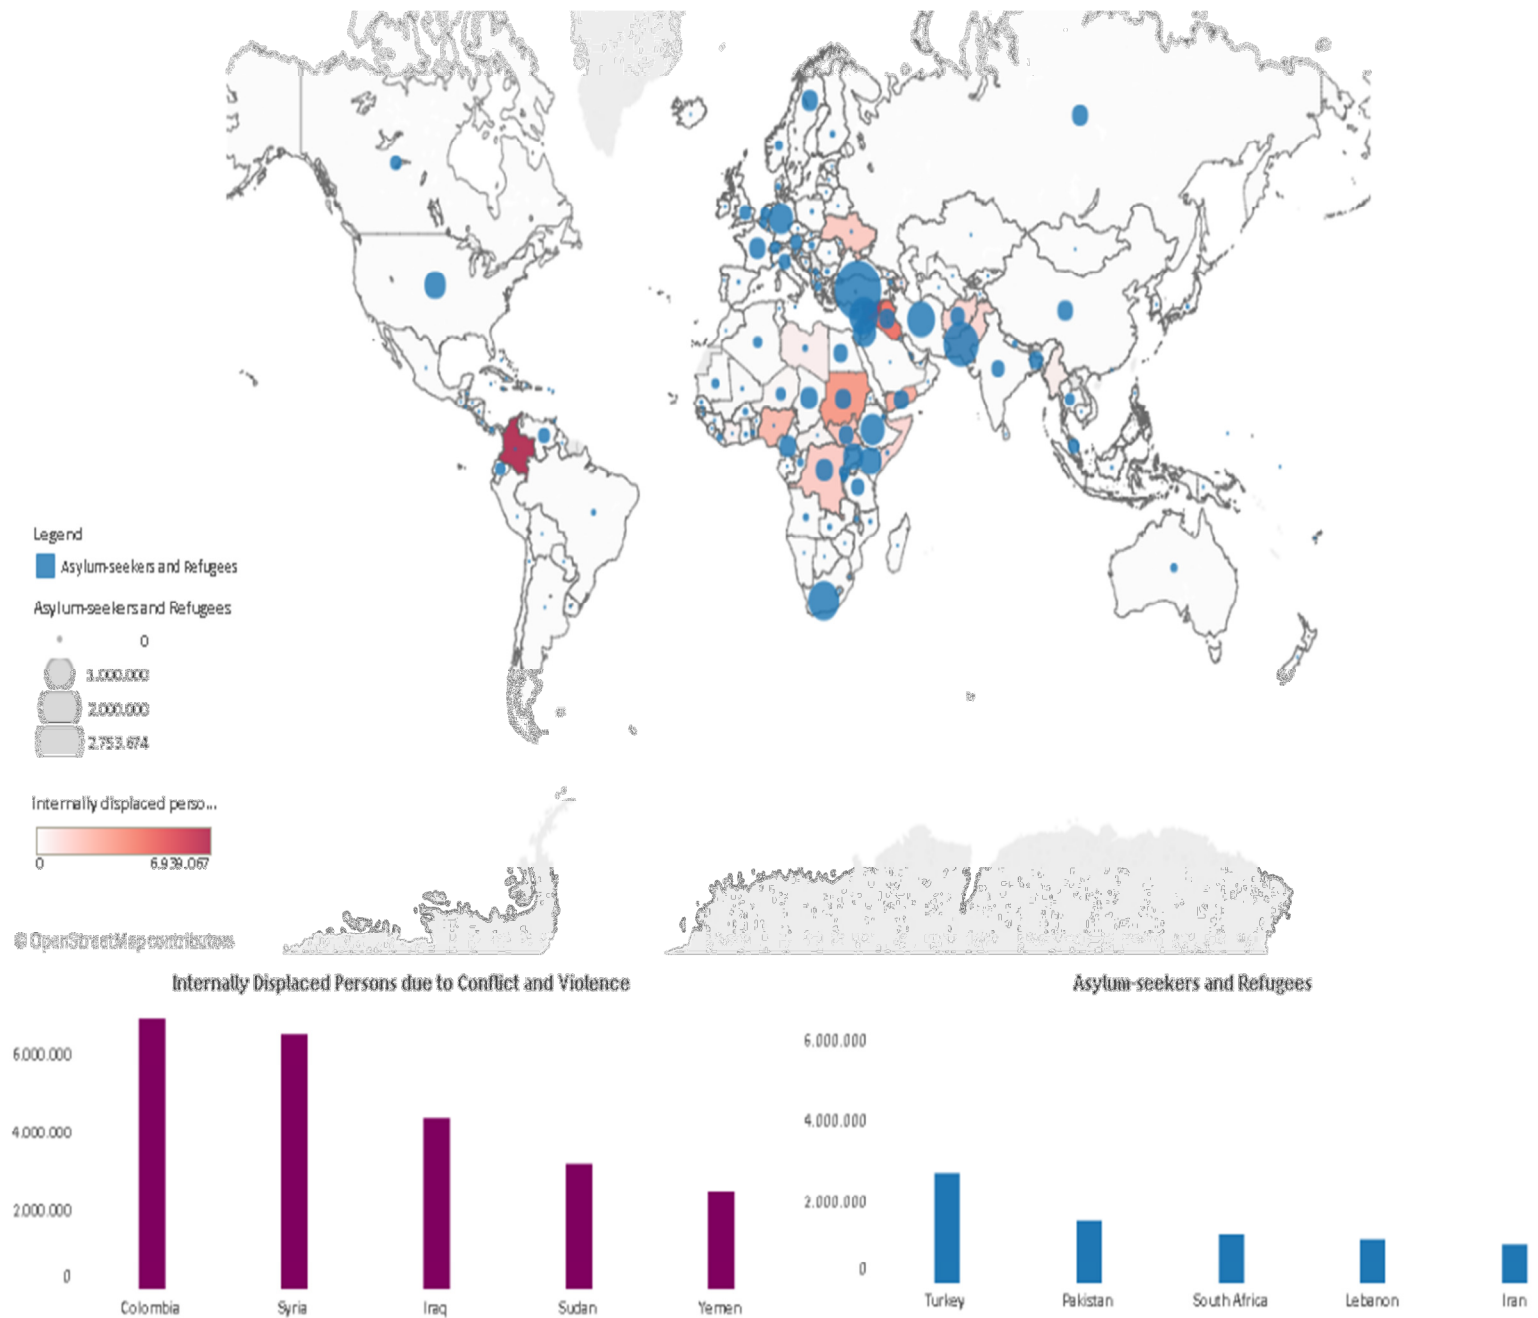 Legend
Asylum-seekers and Refugees
Asylum-seekers and Refugees
0
1.000.000
2.000.000
2.753.674
Internally displaced perso...
0 6.939.067
© OpenStreetMap contributors
Internally Displaced Persons due to Conflict and Violence
6.000.000
4.000.000
2.000.000
0
Colombia Syria Iraq Sudan Yemen
Asylum-seekers and Refugees
6.000.000
4.000.000
2.000.000
0
Turkey Pakistan South Africa Lebanon Iran